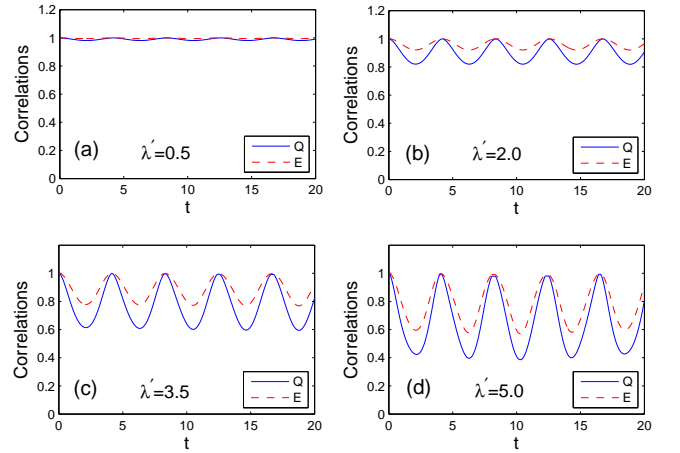 1.2
1
0.8
0.6
0.4
0.2
0
Correlations
(a)
λ′=0.5
Q
E
0 5 10 15 20
t
1.2
1
0.8
0.6
0.4
0.2
0
Correlations
(b)
λ′=2.0
Q
E
0 5 10 15 20
t
1
0.8
0.6
0.4
0.2
0
Correlations
(c)
λ′=3.5
Q
E
0 5 10 15 20
t
1
0.8
0.6
0.4
0.2
0
Correlations
(d)
λ′=5.0
Q
E
0 5 10 15 20
t